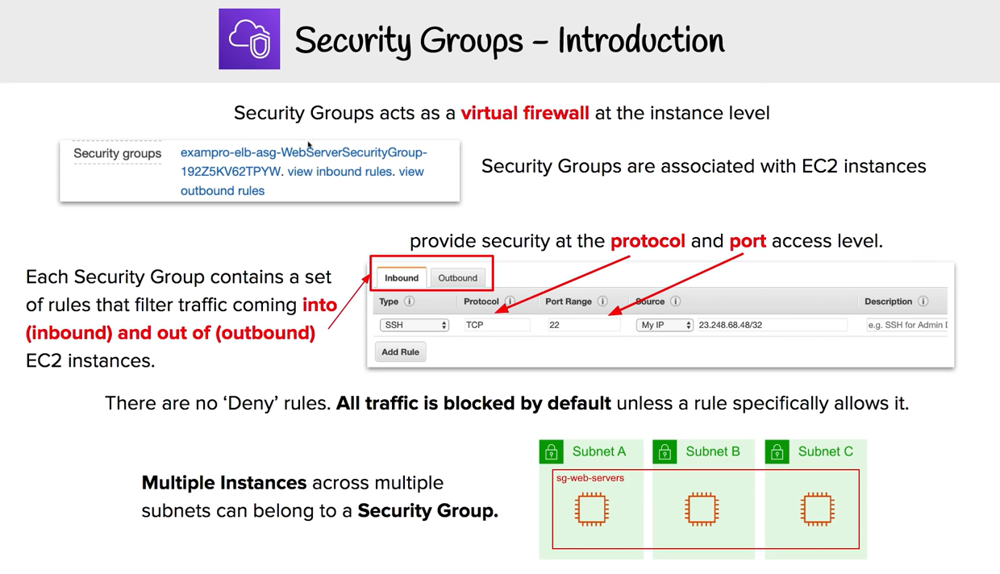 Security Groups – Introduction
Security Groups acts as a virtual firewall at the instance level
Security groups
exampro-elb-asg-WebServerSecurityGroup-
192Z5KV62TPYW. view inbound rules. view
outbound rules
Security Groups are associated with EC2 instances
provide security at the protocol and port access level.
Each Security Group contains a set
of rules that filter traffic coming into
(inbound) and out of (outbound)
EC2 instances.
Inbound Outbound
Type i Protocol i Port Range i Source i Description i
SSH TCP 22 My IP 23.248.68.48/32 e.g. SSH for Admin D
Add Rule
There are no ‘Deny’ rules. All traffic is blocked by default unless a rule specifically allows it.
Multiple Instances across multiple
subnets can belong to a Security Group.
Subnet A Subnet B Subnet C
sg-web-servers